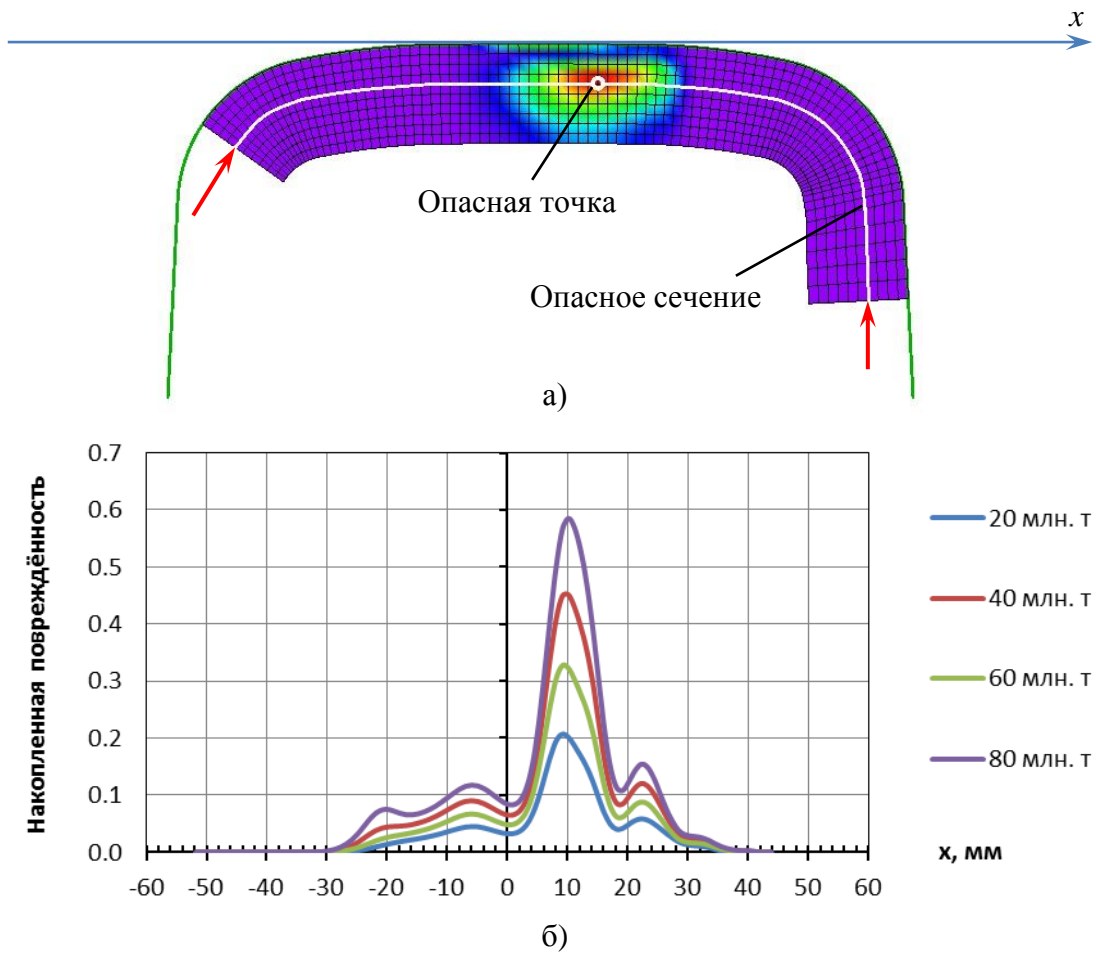 x
Опасная точка
Опасное сечение
а)
Накопленная повреждённость
0.7
0.6
0.5
0.4
0.3
0.2
0.1
0.0
-60 -50 -40 -30 -20 -10 0 10 20 30 40 50 60
x, мм
20 млн. т
40 млн. т
60 млн. т
80 млн. т
б)